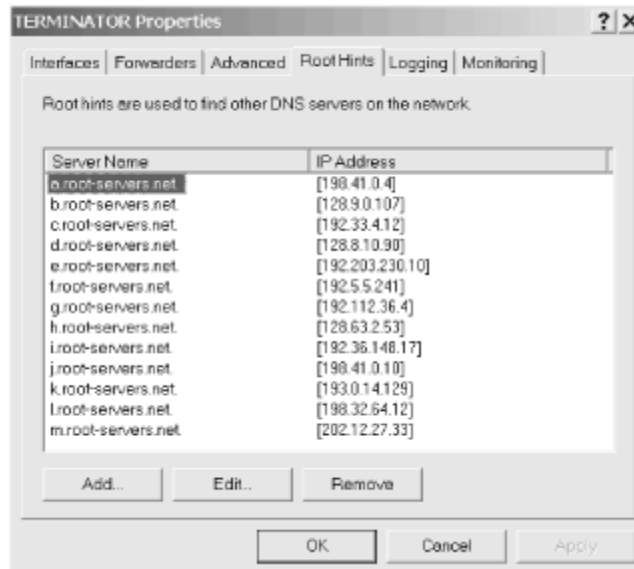 TERMINATOR Properties ? X
Interfaces Forwarders Advanced Root Hints Logging Monitoring
Root hints are used to find other DNS servers on the network.
Server Name IP Address
a.root-servers.net. [198.41.0.4]
b.root-servers.net. [128.9.0.107]
c.root-servers.net. [192.33.4.12]
d.root-servers.net. [128.8.10.90]
e.root-servers.net. [192.203.230.10]
f.root-servers.net. [192.5.5.241]
g.root-servers.net. [192.112.36.4]
h.root-servers.net. [128.63.2.53]
i.root-servers.net. [192.36.148.17]
j.root-servers.net. [198.41.0.10]
k.root-servers.net. [193.0.14.129]
l.root-servers.net. [198.32.64.12]
m.root-servers.net. [202.12.27.33]
Add... Edit... Remove
OK Cancel Apply